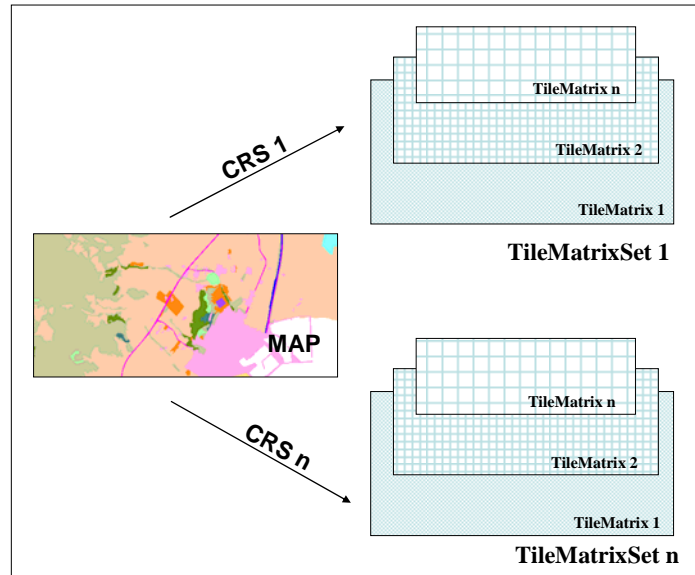 TileMatrix n
TileMatrix 2
TileMatrix 1
TileMatrixSet 1
CRS 1
MAP
CRS n
TileMatrix n
TileMatrix 2
TileMatrix 1
TileMatrixSet n